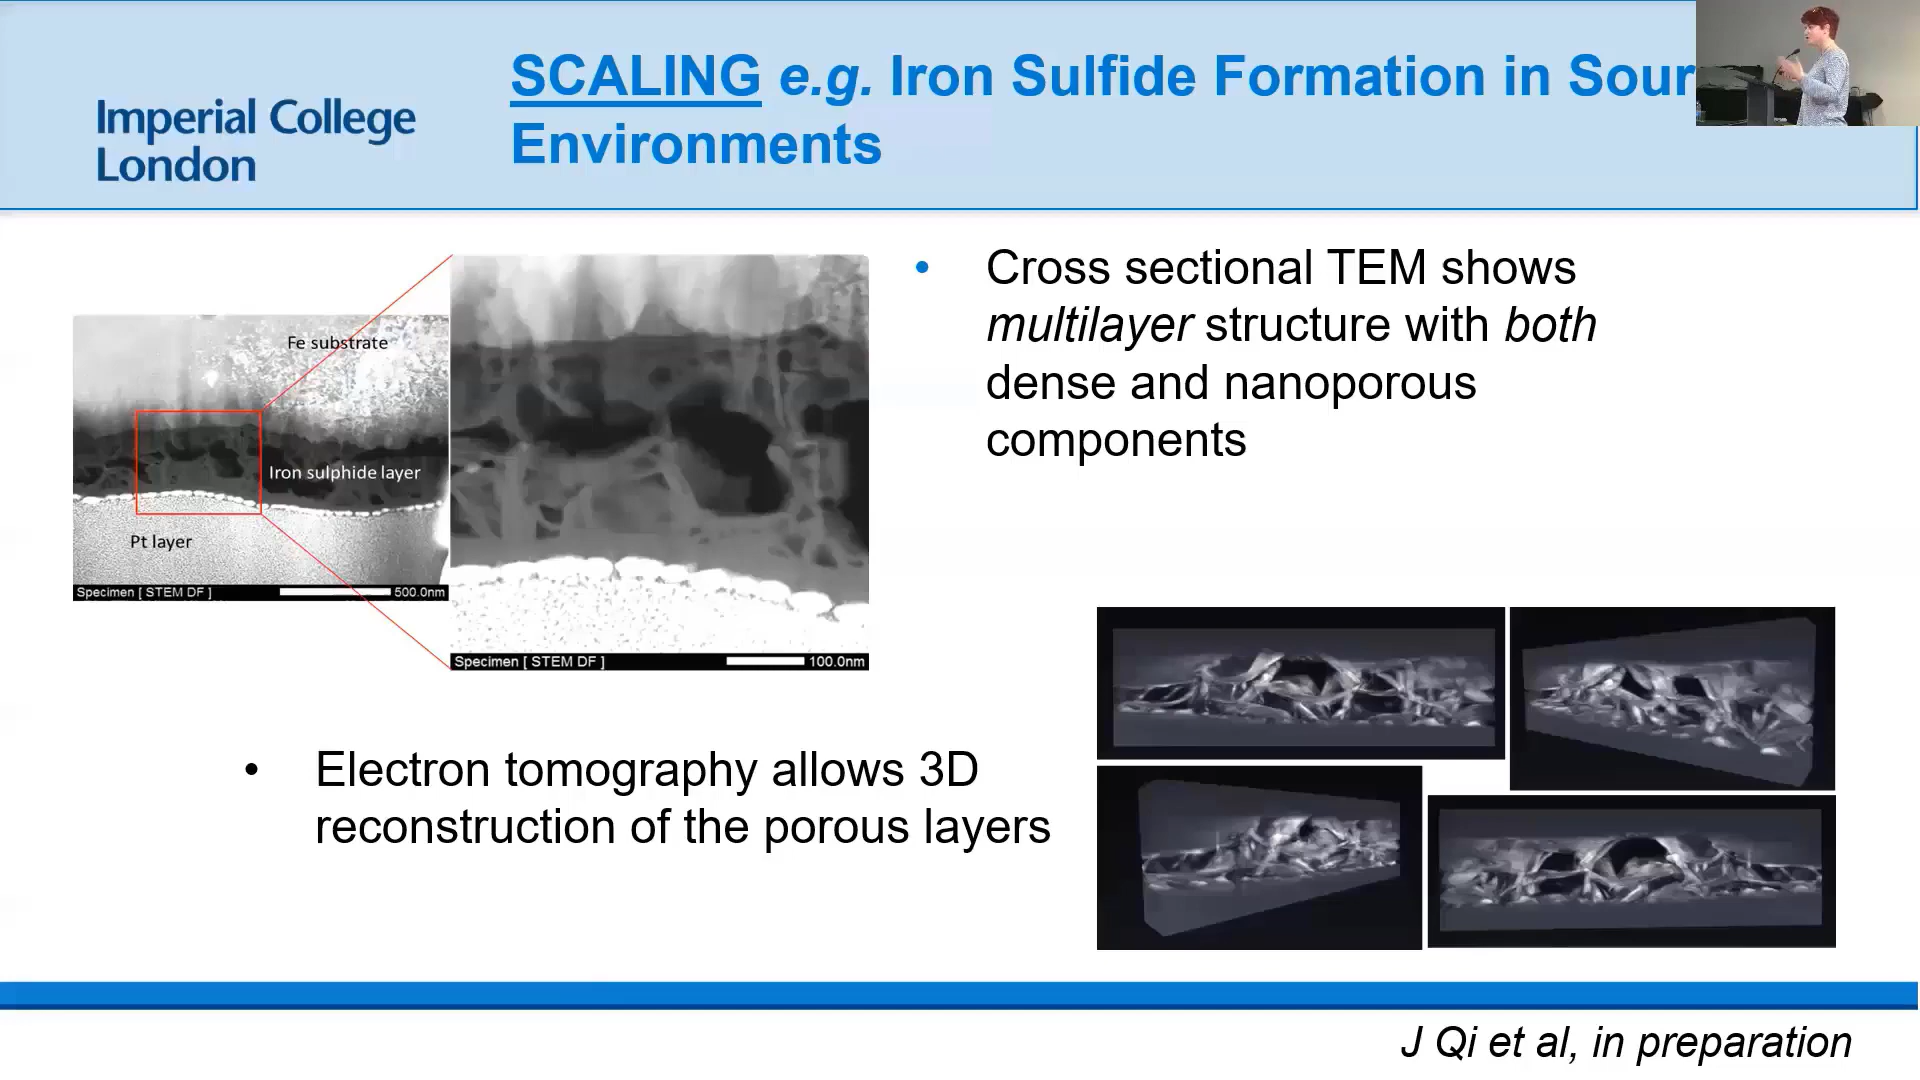 SCALING e.g. Iron Sulfide Formation in Sour
Environments
Imperial College
London
Fe substrate
Iron sulphide layer
Pt layer
Specimen [ STEM DF ] 500.0nm
Specimen [ STEM DF ] 100.0nm
• Cross sectional TEM shows
multilayer structure with both
dense and nanoporous
components
• Electron tomography allows 3D
reconstruction of the porous layers
J Qi et al, in preparation